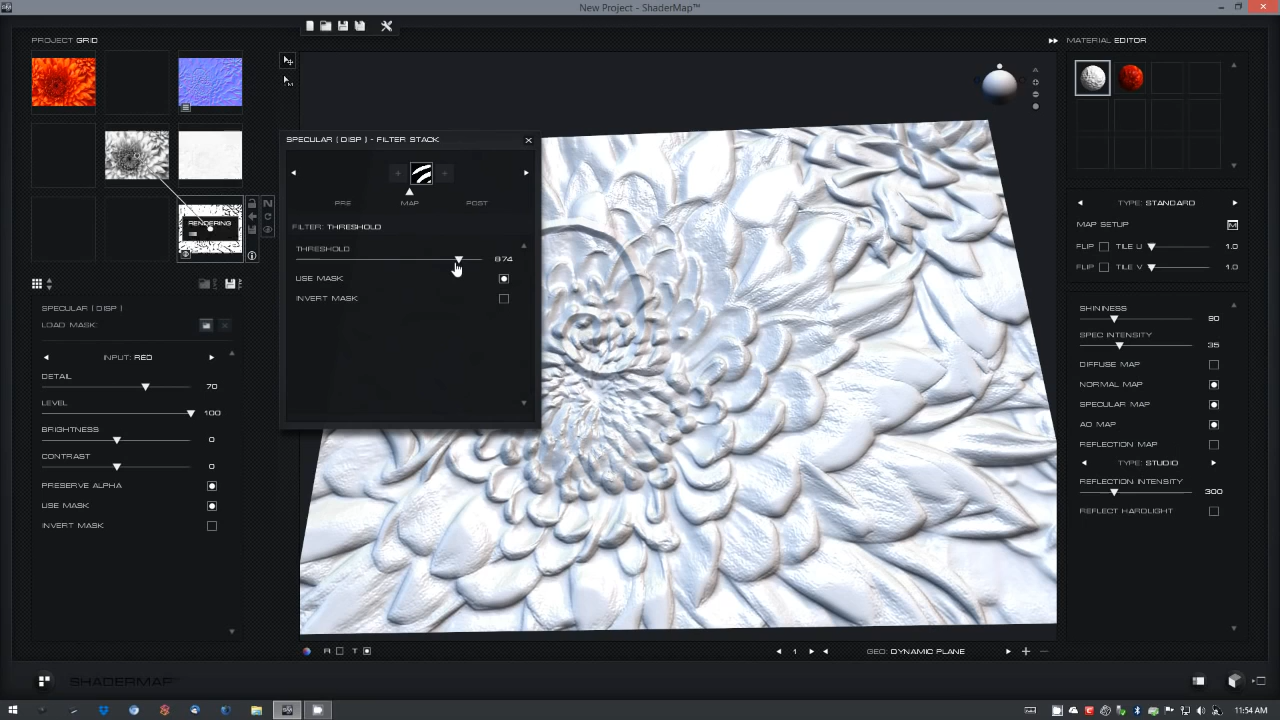 New Project - ShaderMap™
PROJECT GRID
MATERIAL EDITOR
SPECULAR ( DISP ) - FILTER STACK
PRE
MAP
POST
FILTER: THRESHOLD
THRESHOLD
874
USE MASK
INVERT MASK
RENDERING
SPECULAR ( DISP )
LOAD MASK:
INPUT: RED
DETAIL
70
LEVEL
100
BRIGHTNESS
0
CONTRAST
0
PRESERVE ALPHA
USE MASK
INVERT MASK
TYPE: STANDARD
MAP SETUP
M
FLIP
TILE U
1.0
FLIP
TILE V
1.0
SHININESS
90
SPEC INTENSITY
35
DIFFUSE MAP
NORMAL MAP
SPECULAR MAP
AO MAP
REFLECTION MAP
TYPE: STUDIO
REFLECTION INTENSITY
300
REFLECT HARDLIGHT
A
T
1
GEO: DYNAMIC PLANE
SHADERMAP™
11:54 AM